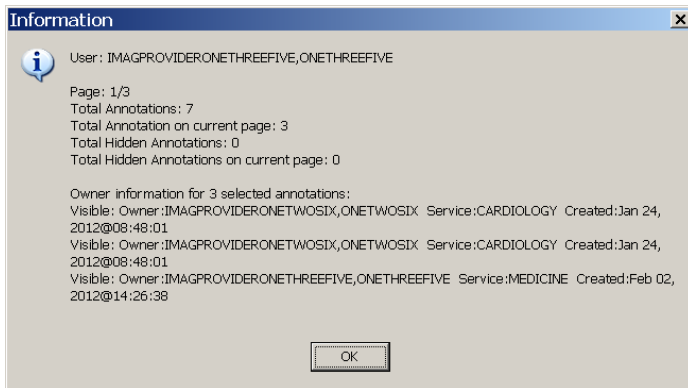 Information
User: IMAGPROVIDERONETHREEFIVE,ONETHREEFIVE
Page: 1/3
Total Annotations: 7
Total Annotation on current page: 3
Total Hidden Annotations: 0
Total Hidden Annotations on current page: 0
Owner information for 3 selected annotations:
Visible: Owner:IMAGPROVIDERONETWOSIX,ONETWOSIX Service:CARDIOLOGY Created:Jan 24,
2012@08:48:01
Visible: Owner:IMAGPROVIDERONETWOSIX,ONETWOSIX Service:CARDIOLOGY Created:Jan 24,
2012@08:48:01
Visible: Owner:IMAGPROVIDERONETHREEFIVE,ONETHREEFIVE Service:MEDICINE Created:Feb 02,
2012@14:26:38
OK